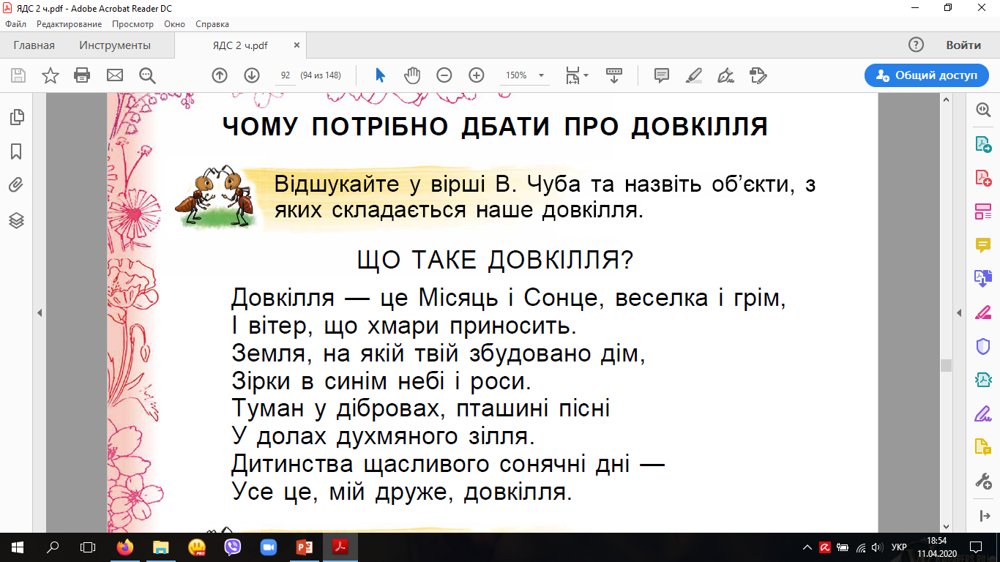 ЯДС 2 ч.pdf - Adobe Acrobat Reader DC
Файл Редактирование Просмотр Окно Справка
Главная Инструменты ЯДС 2 ч.pdf × Войти
92 (94 из 148) 150% Общий доступ
ЧОМУ ПОТРІБНО ДБАТИ ПРО ДОВКІЛЛЯ
Відшукайте у вірші В. Чуба та назвіть об’єкти, з
яких складається наше довкілля.
ЩО ТАКЕ ДОВКІЛЛЯ?
Довкілля — це Місяць і Сонце, веселка і грім,
І вітер, що хмари приносить.
Земля, на якій твій збудовано дім,
Зірки в синім небі і роси.
Туман у дібровах, пташині пісні
У долах духмяного зілля.
Дитинства щасливого сонячні дні —
Усе це, мій друже, довкілля.
УКР 18:54
11.04.2020